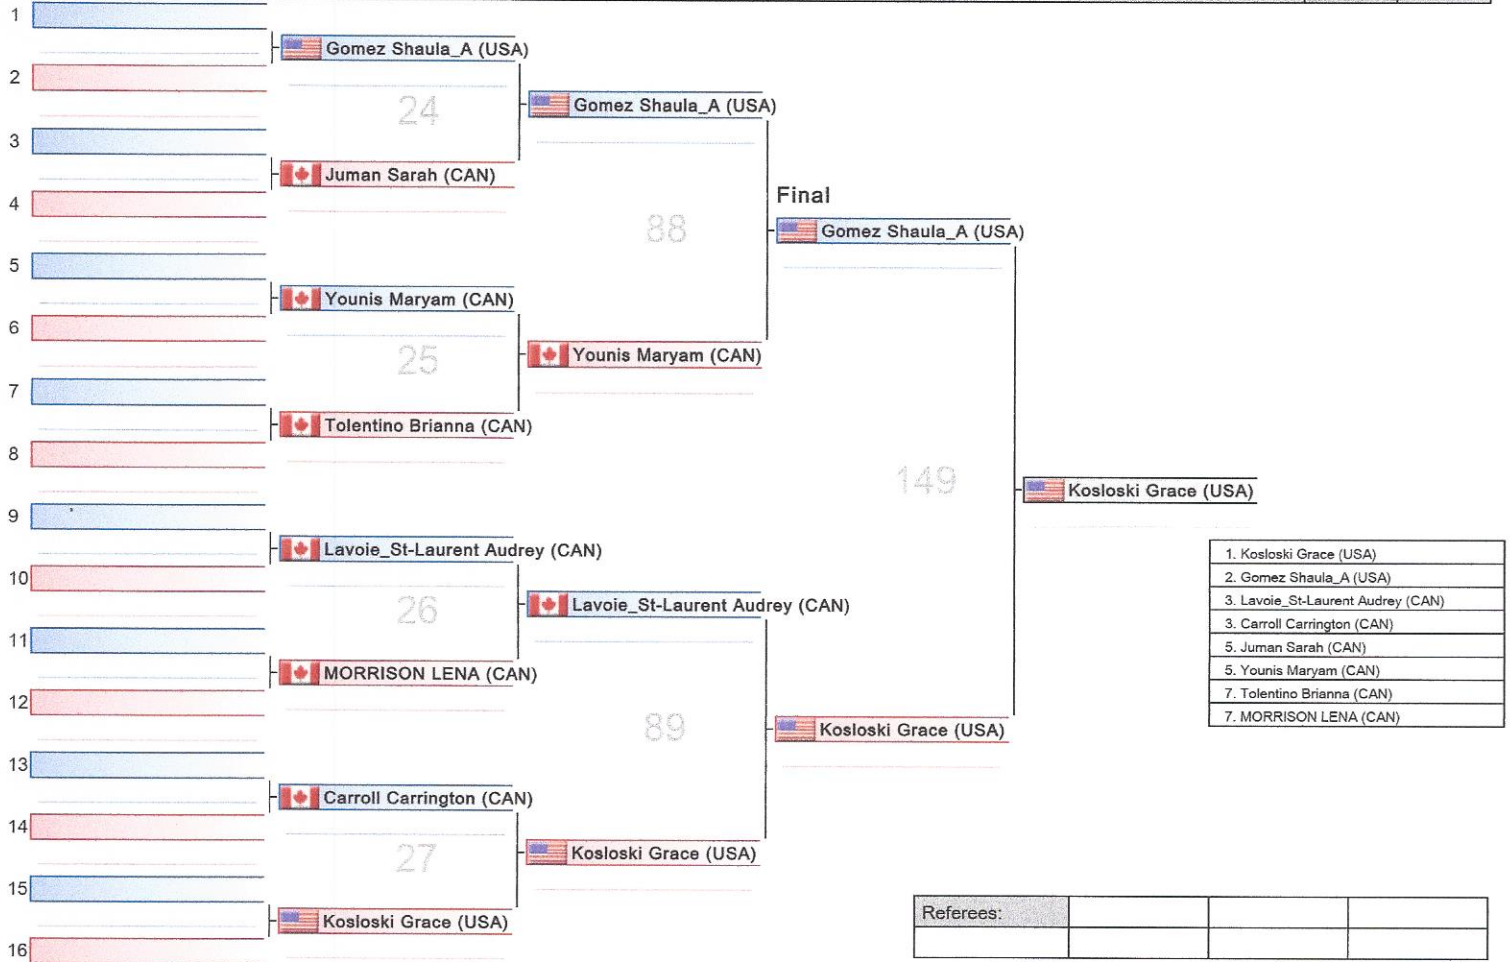 1
Gomez Shaula_A (USA)
2
24
Gomez Shaula_A (USA)
3
Juman Sarah (CAN)
4
Final
88
Gomez Shaula_A (USA)
5
Younis Maryam (CAN)
6
25
Younis Maryam (CAN)
7
Tolentino Brianna (CAN)
8
149
Kosloski Grace (USA)
9
Lavoie_St-Laurent Audrey (CAN)
10
26
Lavoie_St-Laurent Audrey (CAN)
11
MORRISON LENA (CAN)
12
89
Kosloski Grace (USA)
13
Carroll Carrington (CAN)
14
27
Kosloski Grace (USA)
15
Kosloski Grace (USA)
16
1. Kosloski Grace (USA)
2. Gomez Shaula_A (USA)
3. Lavoie_St-Laurent Audrey (CAN)
3. Carroll Carrington (CAN)
5. Juman Sarah (CAN)
5. Younis Maryam (CAN)
7. Tolentino Brianna (CAN)
7. MORRISON LENA (CAN)
Referees: